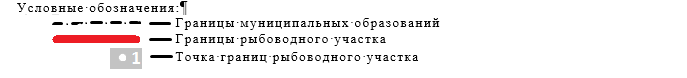 Условные обозначения:¶
Границы муниципальных образований
Границы рыбоводного участка
1 Точка границ рыбоводного участка